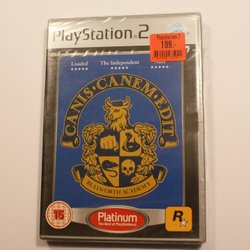 PlayStation 2
Playstation 2
199.-
Loaded
The Independent
CANIS CANEM EDIT
BULLWORTH ACADEMY
15
Platinum
The Best of PlayStation 2
R